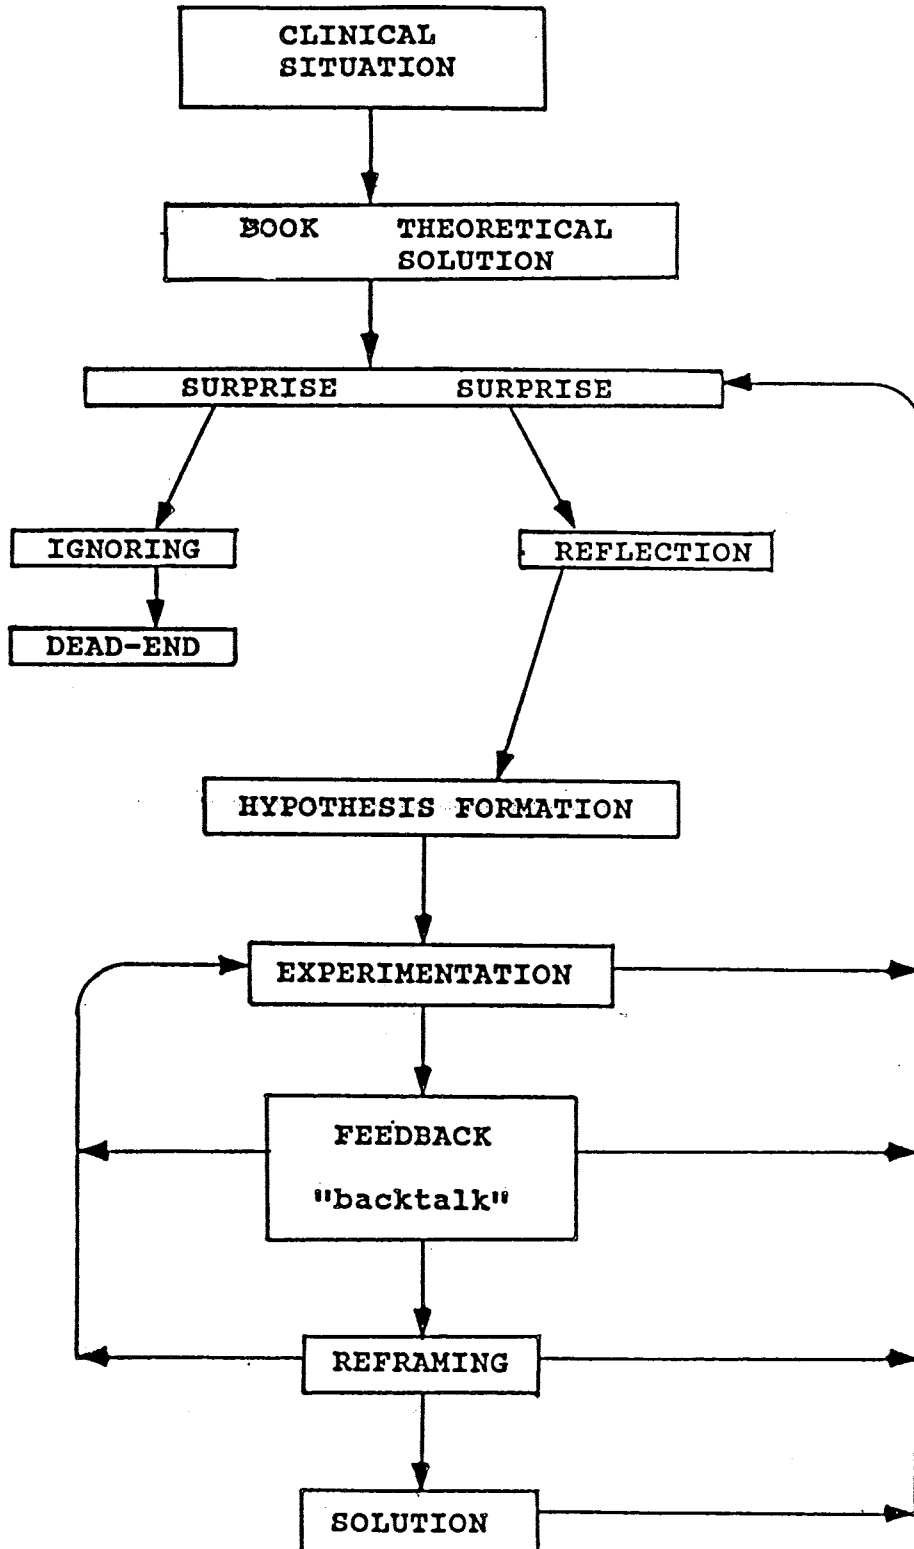 CLINICAL
SITUATION
BOOK THEORETICAL
SOLUTION
SURPRISE SURPRISE
IGNORING
REFLECTION
DEAD-END
HYPOTHESIS FORMATION
EXPERIMENTATION
FEEDBACK
"backtalk"
REFRAMING
SOLUTION